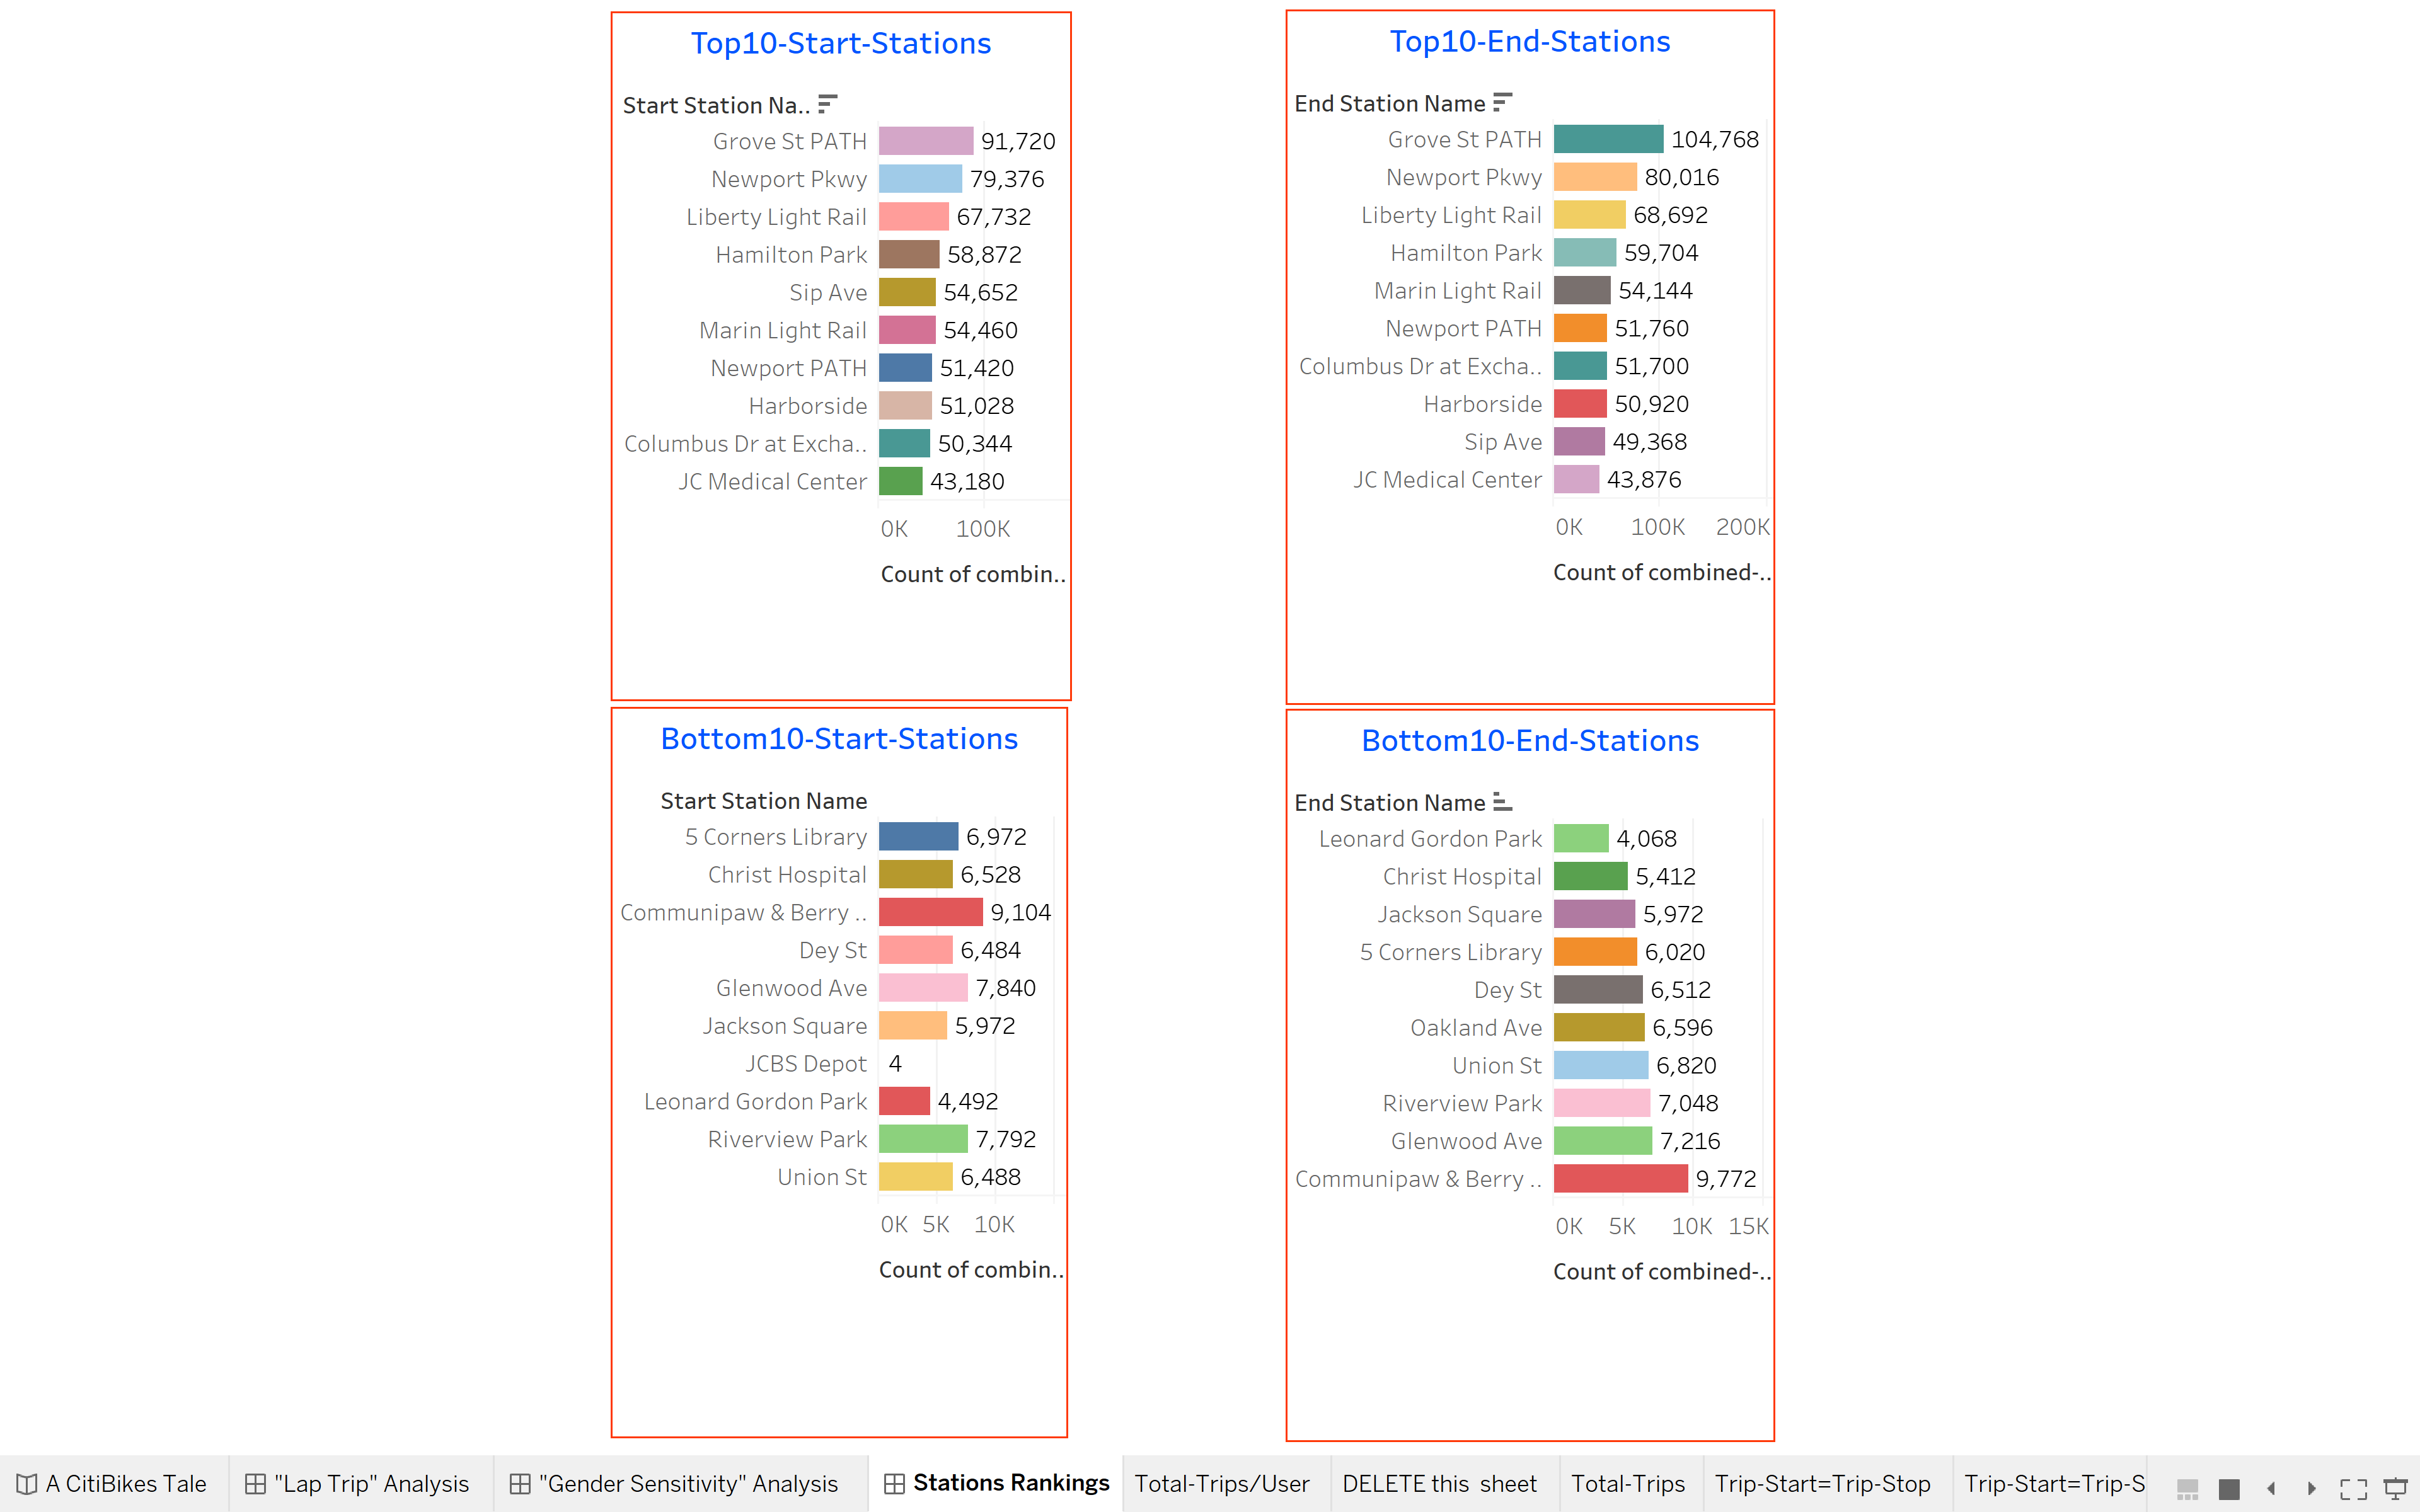 Top10-Start-Stations
Start Station Na..
Grove St PATH 91,720
Newport Pkwy 79,376
Liberty Light Rail 67,732
Hamilton Park 58,872
Sip Ave 54,652
Marin Light Rail 54,460
Newport PATH 51,420
Harborside 51,028
Columbus Dr at Excha.. 50,344
JC Medical Center 43,180
0K 100K
Count of combin..
Top10-End-Stations
End Station Name
Grove St PATH 104,768
Newport Pkwy 80,016
Liberty Light Rail 68,692
Hamilton Park 59,704
Marin Light Rail 54,144
Newport PATH 51,760
Columbus Dr at Excha.. 51,700
Harborside 50,920
Sip Ave 49,368
JC Medical Center 43,876
0K 100K 200K
Count of combined-..
Bottom10-Start-Stations
Start Station Name
5 Corners Library 6,972
Christ Hospital 6,528
Communipaw & Berry .. 9,104
Dey St 6,484
Glenwood Ave 7,840
Jackson Square 5,972
JCBS Depot 4
Leonard Gordon Park 4,492
Riverview Park 7,792
Union St 6,488
0K 5K 10K
Count of combin..
Bottom10-End-Stations
End Station Name
Leonard Gordon Park 4,068
Christ Hospital 5,412
Jackson Square 5,972
5 Corners Library 6,020
Dey St 6,512
Oakland Ave 6,596
Union St 6,820
Riverview Park 7,048
Glenwood Ave 7,216
Communipaw & Berry .. 9,772
0K 5K 10K 15K
Count of combined-..
A CitiBikes Tale "Lap Trip" Analysis "Gender Sensitivity" Analysis Stations Rankings Total-Trips/User DELETE this sheet Total-Trips Trip-Start=Trip-Stop Trip-Start=Trip-S